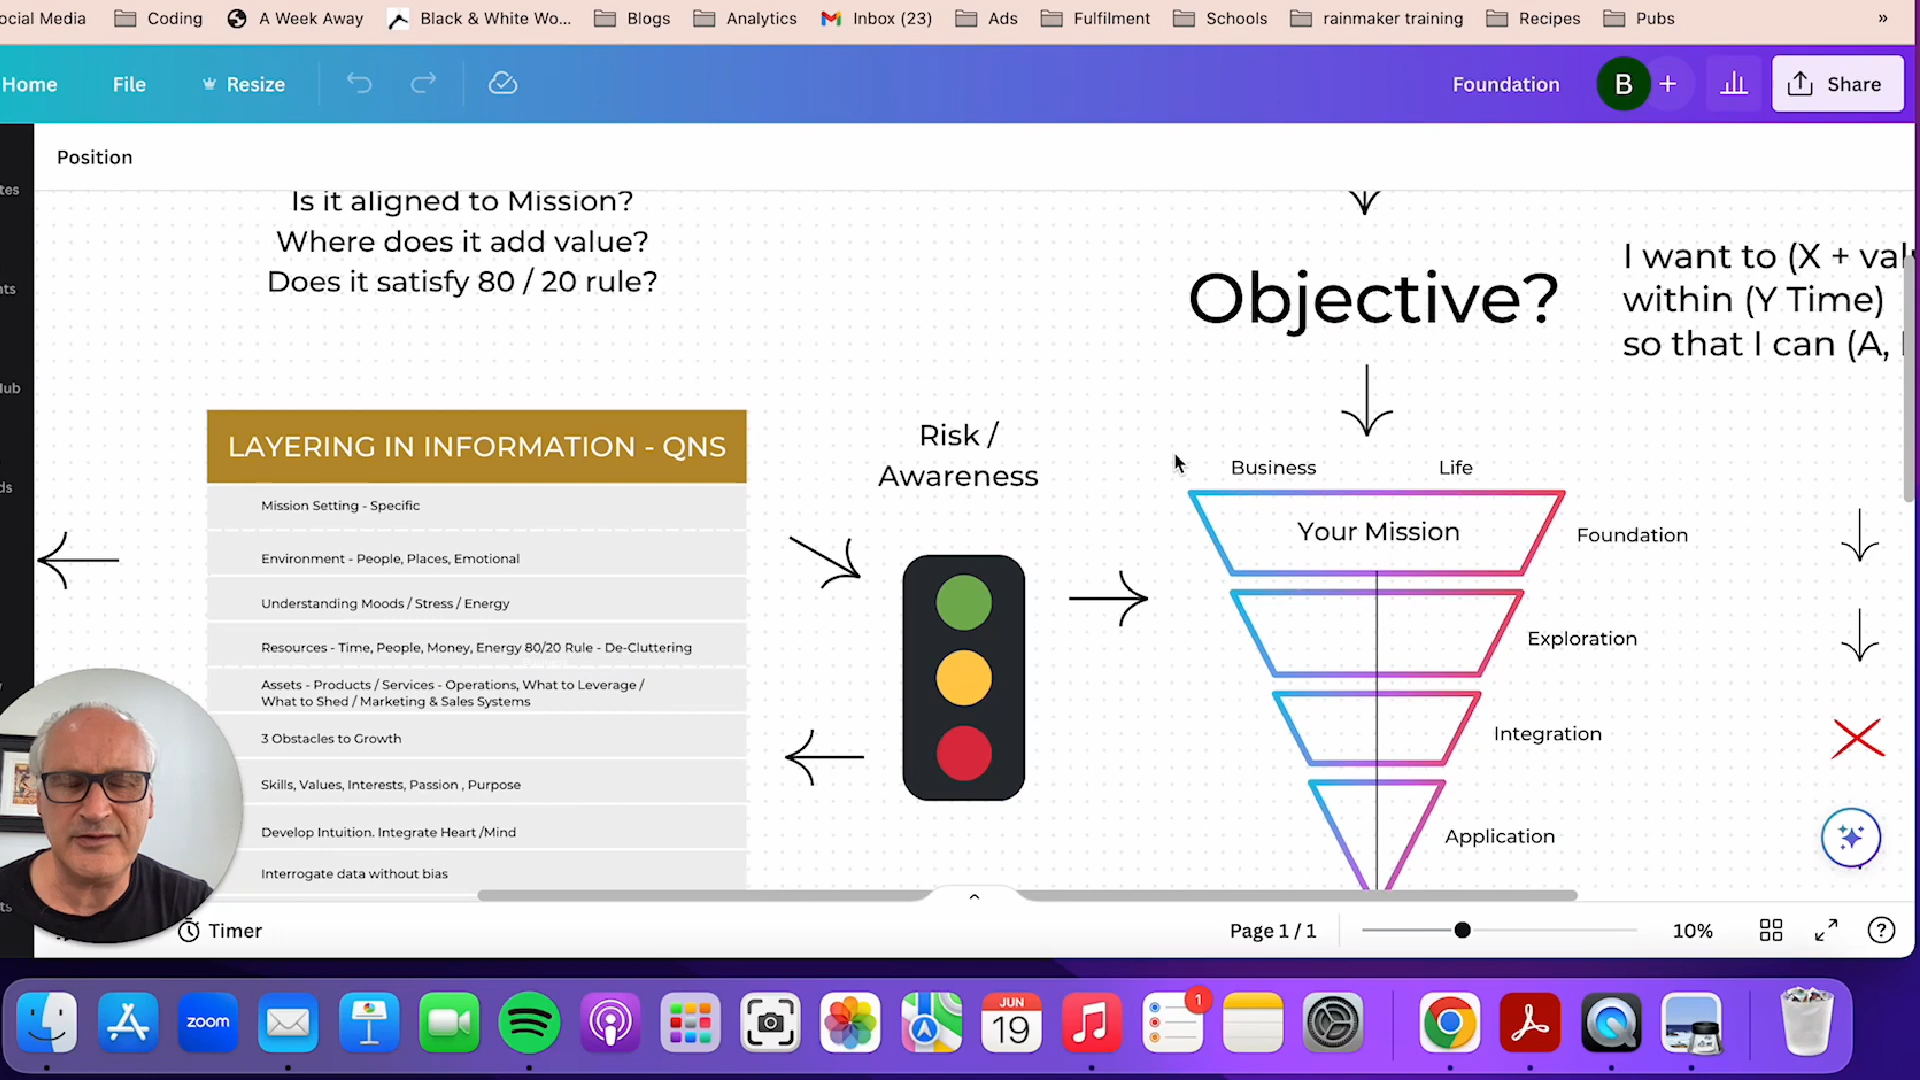 ocial Media
Coding
A Week Away
Black & White Wo...
Blogs
Analytics
Inbox (23)
Ads
Fulfilment
Schools
rainmaker training
Recipes
Pubs
»
Home
File
Resize
Foundation
B
+
Share
Position
tes
nts
lub
ds
ts
Is it aligned to Mission?
Where does it add value?
Does it satisfy 80 / 20 rule?
Objective?
I want to (X + val
within (Y Time)
so that I can (A,
LAYERING IN INFORMATION - QNS
Mission Setting - Specific
Environment - People, Places, Emotional
Understanding Moods / Stress / Energy
Resources - Time, People, Money, Energy 80/20 Rule - De-Cluttering
Assets - Products / Services - Operations, What to Leverage /
What to Shed / Marketing & Sales Systems
3 Obstacles to Growth
Skills, Values, Interests, Passion , Purpose
Develop Intuition. Integrate Heart /Mind
Interrogate data without bias
Risk /
Awareness
Business
Life
Your Mission
Foundation
Exploration
Integration
Application
Timer
Page 1 / 1
10%
?
zoom
JUN
19
1